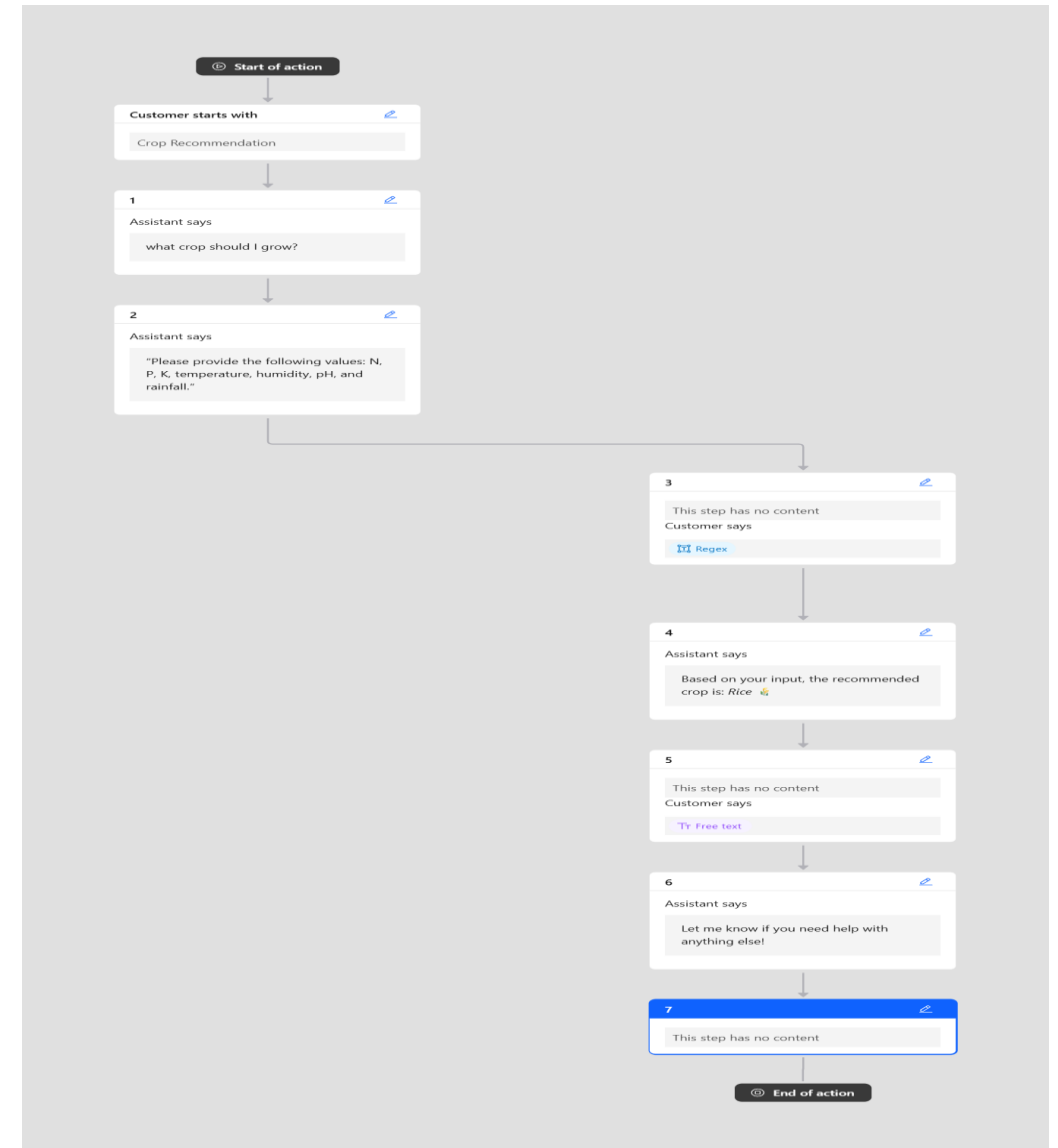 Start of action
Customer starts with
Crop Recommendation
1
Assistant says
what crop should I grow?
2
Assistant says
“Please provide the following values: N,
P, K, temperature, humidity, pH, and
rainfall.”
3
This step has no content
Customer says
Regex
4
Assistant says
Based on your input, the recommended
crop is: Rice 🌾
5
This step has no content
Customer says
Tт Free text
6
Assistant says
Let me know if you need help with
anything else!
7
This step has no content
End of action